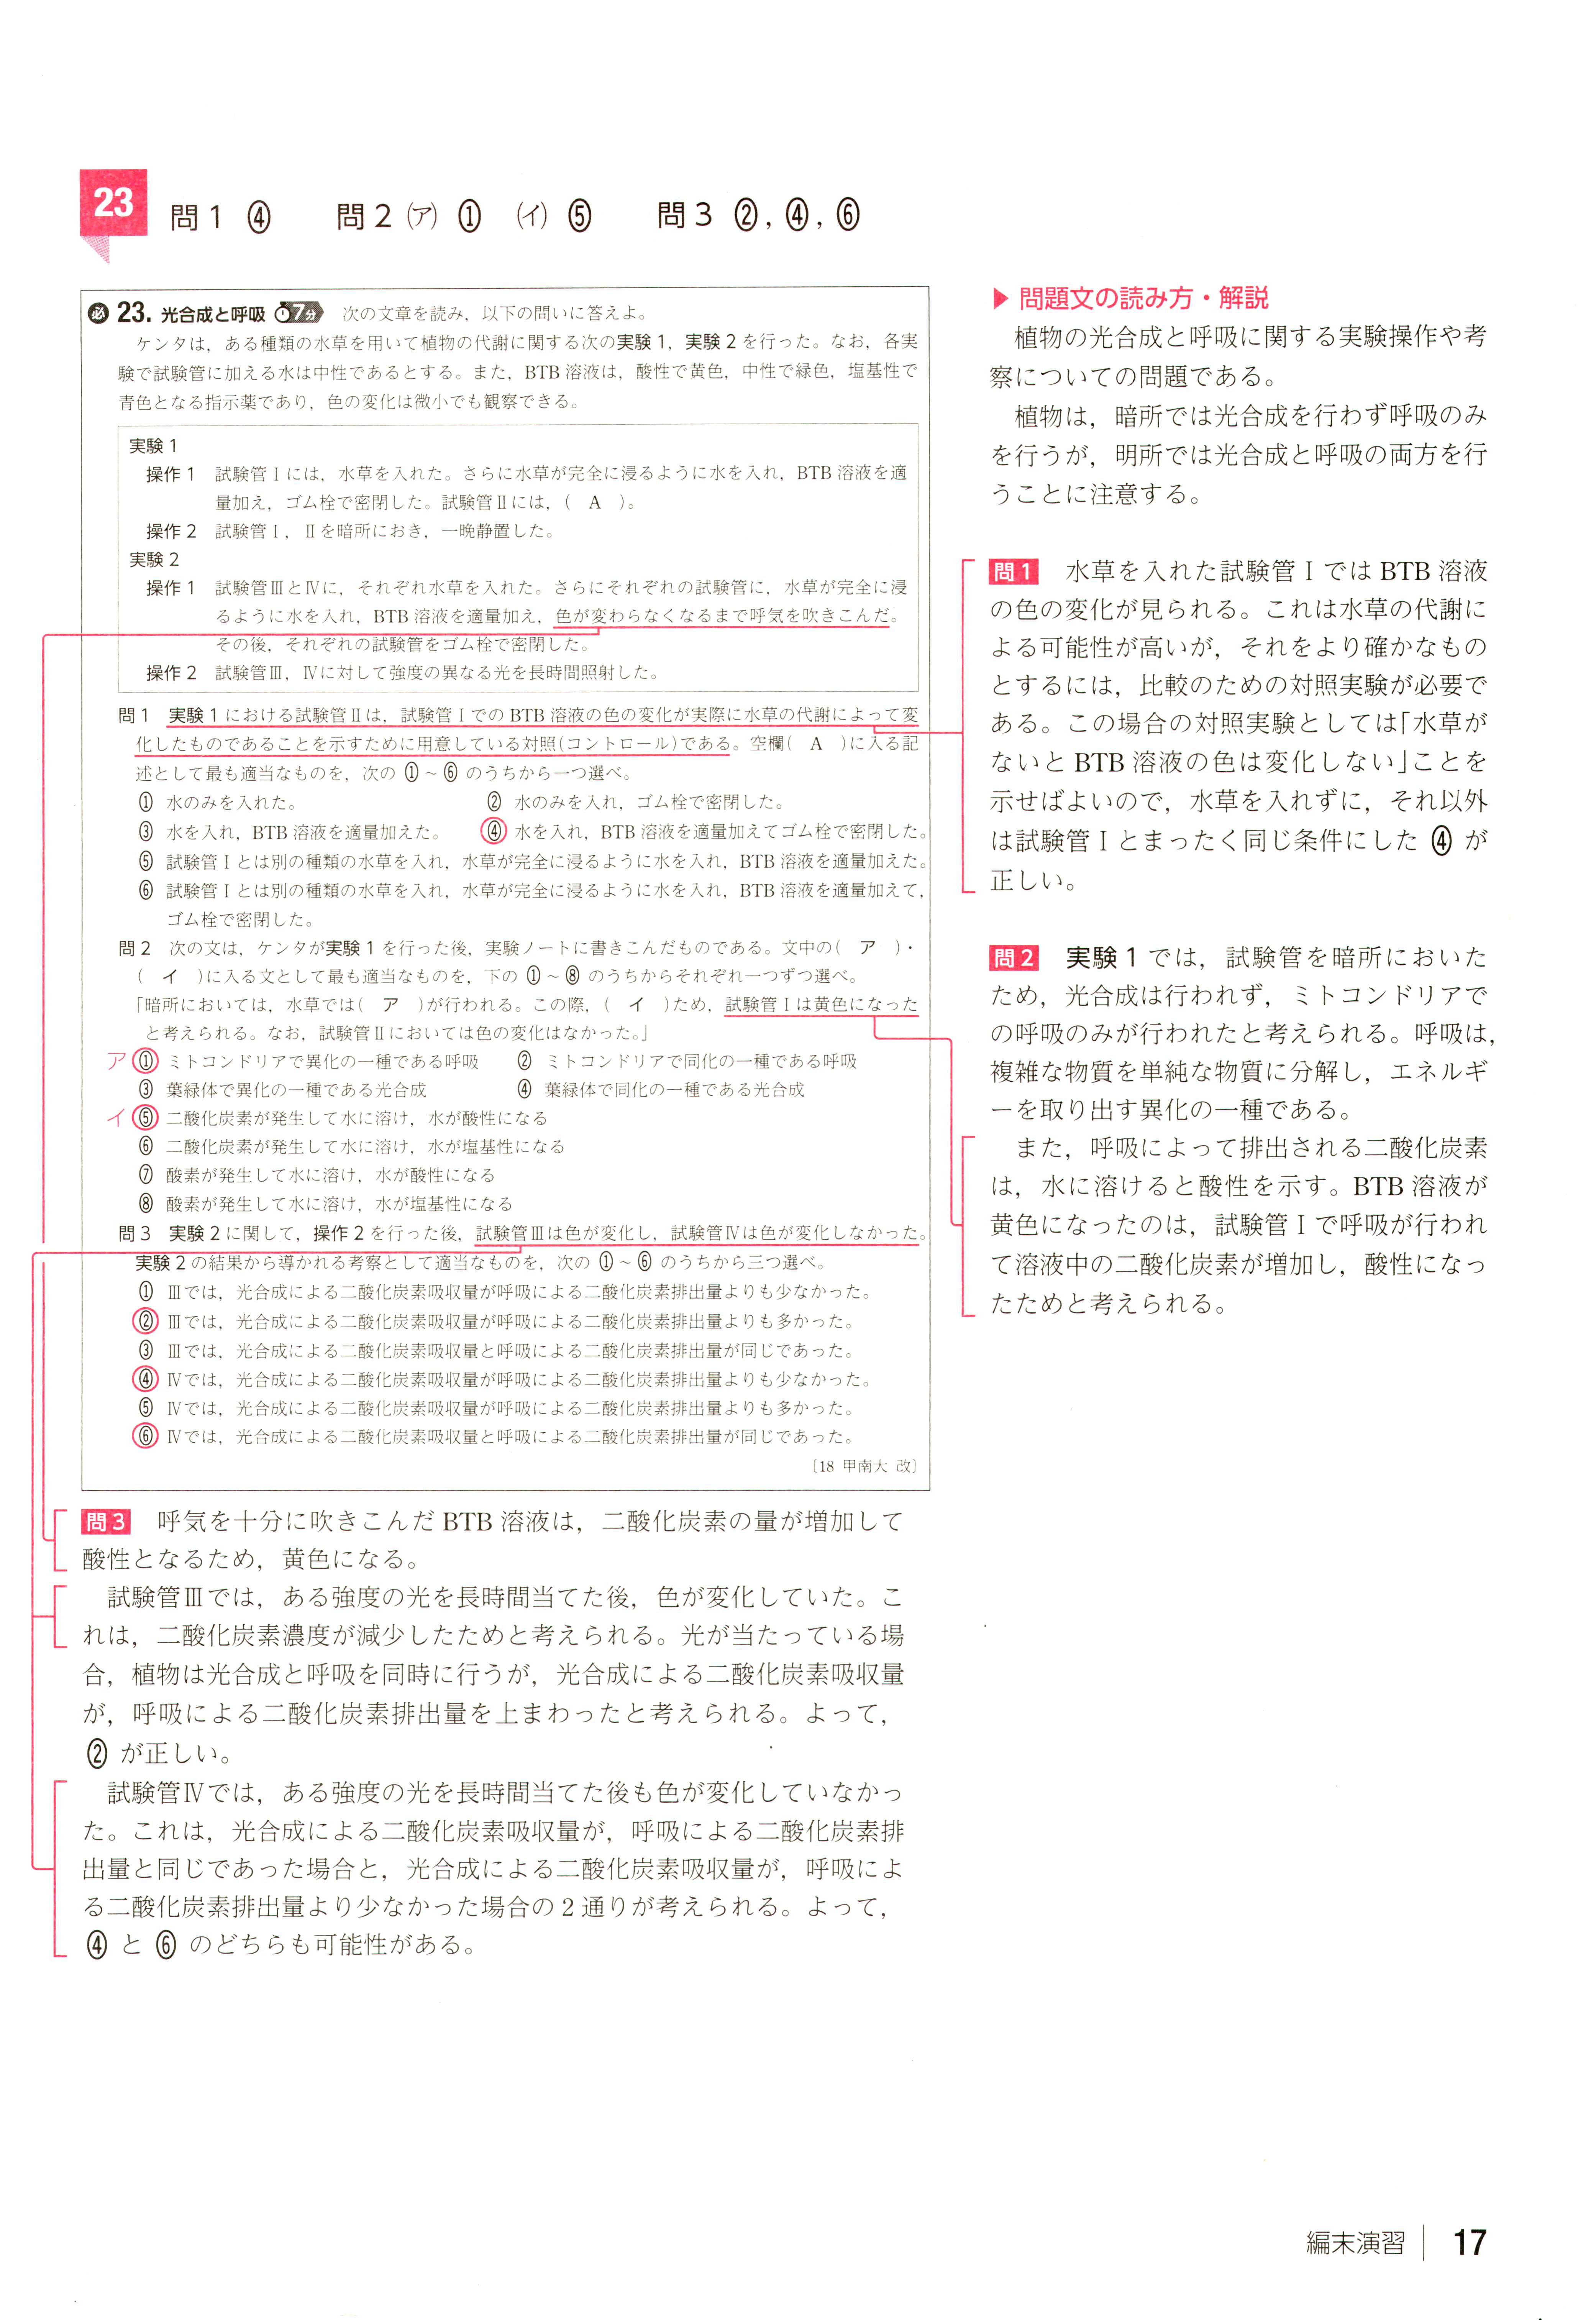 23 問1 ④ 問2 ㈠ ① ㈡ ⑤ 問3 ②,④,⑥
必 23. 光合成と呼吸 7分 次の文章を読み，以下の問いに答えよ。
ケンタは，ある種類の水草を用いて植物の代謝に関する次の実験1，実験2を行った。なお，各実
験で試験管に加える水は中性であるとする。また，BTB溶液は，酸性で黄色，中性で緑色，塩基性で
青色となる指示薬であり，色の変化は微小でも観察できる。
実験1
操作1 試験管Ⅰには，水草を入れた。さらに水草が完全に浸るように水を入れ，BTB溶液を適
量加え，ゴム栓で密閉した。試験管Ⅱには，( A )。
操作2 試験管Ⅰ，Ⅱを暗所におき，一晩静置した。
実験2
操作1 試験管ⅢとⅣに，それぞれ水草を入れた。さらにそれぞれの試験管に，水草が完全に浸
るように水を入れ，BTB溶液を適量加え，色が変わらなくなるまで呼気を吹きこんだ。
その後，それぞれの試験管をゴム栓で密閉した。
操作2 試験管Ⅲ，Ⅳに対して強度の異なる光を長時間照射した。
問1 実験1における試験管Ⅱは，試験管ⅠでのBTB溶液の色の変化が実際に水草の代謝によって変
化したものであることを示すために用意している対照(コントロール)である。空欄( A )に入る記
述として最も適当なものを，次の①～⑥のうちから一つ選べ。
① 水のみを入れた。 ② 水のみを入れ，ゴム栓で密閉した。
③ 水を入れ，BTB溶液を適量加えた。 ④ 水を入れ，BTB溶液を適量加えてゴム栓で密閉した。
⑤ 試験管Ⅰとは別の種類の水草を入れ，水草が完全に浸るように水を入れ，BTB溶液を適量加えた。
⑥ 試験管Ⅰとは別の種類の水草を入れ，水草が完全に浸るように水を入れ，BTB溶液を適量加えて，
ゴム栓で密閉した。
問2 次の文は，ケンタが実験1を行った後，実験ノートに書きこんだものである。文中の( ア )・
( イ )に入る文として最も適当なものを，下の①～⑧のうちからそれぞれ一つずつ選べ。
「暗所においては，水草では( ア )が行われる。この際，( イ )ため，試験管Ⅰは黄色になった
と考えられる。なお，試験管Ⅱにおいては色の変化はなかった。」
ア ① ミトコンドリアで異化の一種である呼吸 ② ミトコンドリアで同化の一種である呼吸
③ 葉緑体で異化の一種である光合成 ④ 葉緑体で同化の一種である光合成
イ ⑤ 二酸化炭素が発生して水に溶け，水が酸性になる
⑥ 二酸化炭素が発生して水に溶け，水が塩基性になる
⑦ 酸素が発生して水に溶け，水が酸性になる
⑧ 酸素が発生して水に溶け，水が塩基性になる
問3 実験2に関して，操作2を行った後，試験管Ⅲは色が変化し，試験管Ⅳは色が変化しなかった。
実験2の結果から導かれる考察として適当なものを，次の①～⑥のうちから三つ選べ。
① Ⅲでは，光合成による二酸化炭素吸収量が呼吸による二酸化炭素排出量よりも少なかった。
② Ⅲでは，光合成による二酸化炭素吸収量が呼吸による二酸化炭素排出量よりも多かった。
③ Ⅲでは，光合成による二酸化炭素吸収量と呼吸による二酸化炭素排出量が同じであった。
④ Ⅳでは，光合成による二酸化炭素吸収量が呼吸による二酸化炭素排出量よりも少なかった。
⑤ Ⅳでは，光合成による二酸化炭素吸収量が呼吸による二酸化炭素排出量よりも多かった。
⑥ Ⅳでは，光合成による二酸化炭素吸収量と呼吸による二酸化炭素排出量が同じであった。
[18 甲南大 改]
問3 呼気を十分に吹きこんだBTB溶液は，二酸化炭素の量が増加して
酸性となるため，黄色になる。
試験管Ⅲでは，ある強度の光を長時間当てた後，色が変化していた。こ
れは，二酸化炭素濃度が減少したためと考えられる。光が当たっている場
合，植物は光合成と呼吸を同時に行うが，光合成による二酸化炭素吸収量
が，呼吸による二酸化炭素排出量を上まわったと考えられる。よって，
② が正しい。
試験管Ⅳでは，ある強度の光を長時間当てた後も色が変化していなかっ
た。これは，光合成による二酸化炭素吸収量が，呼吸による二酸化炭素排
出量と同じであった場合と，光合成による二酸化炭素吸収量が，呼吸によ
る二酸化炭素排出量より少なかった場合の2通りが考えられる。よって，
④ と ⑥ のどちらも可能性がある。
▶ 問題文の読み方・解説
植物の光合成と呼吸に関する実験操作や考
察についての問題である。
植物は，暗所では光合成を行わず呼吸のみ
を行うが，明所では光合成と呼吸の両方を行
うことに注意する。
問1 水草を入れた試験管ⅠではBTB溶液
の色の変化が見られる。これは水草の代謝に
よる可能性が高いが，それをより確かなもの
とするには，比較のための対照実験が必要で
ある。この場合の対照実験としては「水草が
ないとBTB溶液の色は変化しない」ことを
示せばよいので，水草を入れずに，それ以外
は試験管Ⅰとまったく同じ条件にした ④ が
正しい。
問2 実験1では，試験管を暗所においた
ため，光合成は行われず，ミトコンドリアで
の呼吸のみが行われたと考えられる。呼吸は，
複雑な物質を単純な物質に分解し，エネルギ
ーを取り出す異化の一種である。
また，呼吸によって排出される二酸化炭素
は，水に溶けると酸性を示す。BTB溶液が
黄色になったのは，試験管Ⅰで呼吸が行われ
て溶液中の二酸化炭素が増加し，酸性になっ
たためと考えられる。
編末演習 17